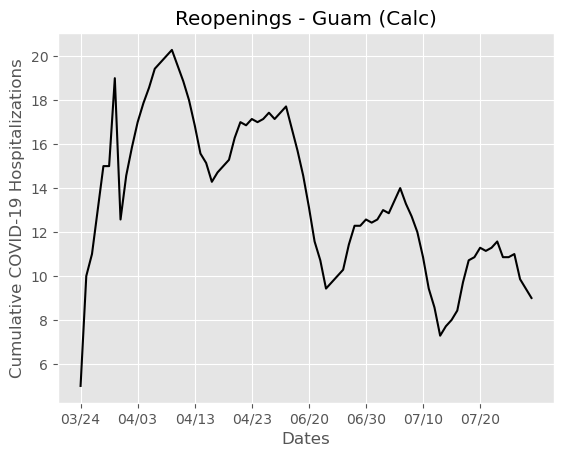 Reopenings - Guam (Calc)
Cumulative COVID-19 Hospitalizations
20
18
16
14
12
10
8
6
03/24 04/03 04/13 04/23 06/20 06/30 07/10 07/20
Dates